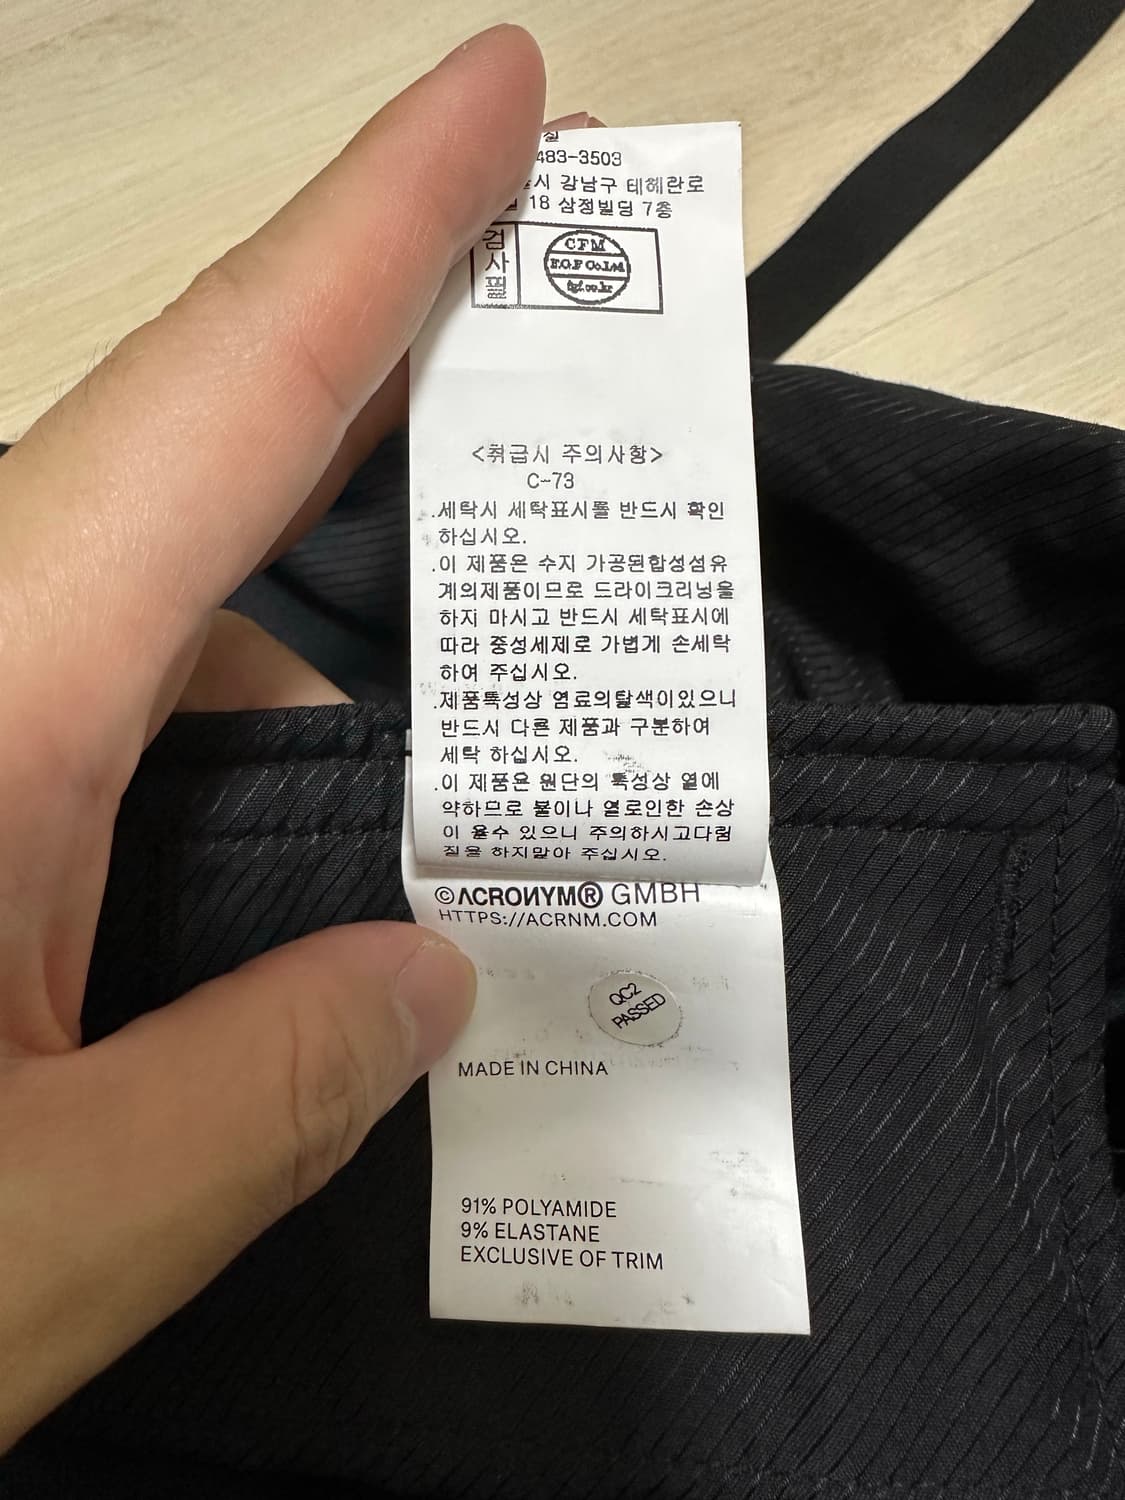 실
483-3503
시 강남구 테헤란로
길 18 삼정빌딩 7층
검사필
CFM
F.G.F Co.Ltd
fgf.co.kr
<취급시 주의사항>
C-73
.세탁시 세탁표시를 반드시 확인
하십시오.
.이 제품은 수지 가공된합성섬유
계의제품이므로 드라이크리닝을
하지 마시고 반드시 세탁표시에
따라 중성세제로 가볍게 손세탁
하여 주십시오.
.제품특성상 염료의탈색이있으니
반드시 다른 제품과 구분하여
세탁 하십시오.
.이 제품은 원단의 특성상 열에
약하므로 불이나 열로인한 손상
이 올수 있으니 주의하시고다림
질을 하지말아 주십시오.
©ACRONYM® GMBH
HTTPS://ACRNM.COM
QC2
PASSED
MADE IN CHINA
91% POLYAMIDE
9% ELASTANE
EXCLUSIVE OF TRIM